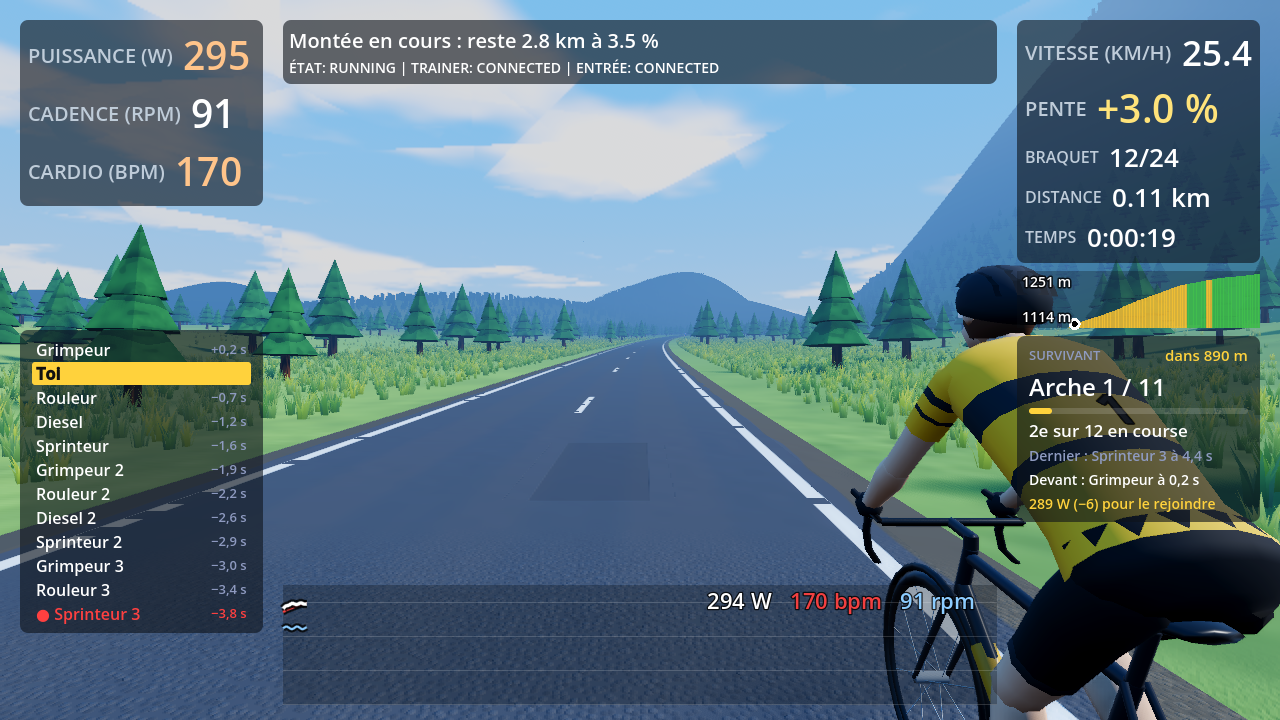 PUISSANCE (W) 295
CADENCE (RPM) 91
CARDIO (BPM) 170
Montée en cours : reste 2.8 km à 3.5 %
ÉTAT: RUNNING | TRAINER: CONNECTED | ENTRÉE: CONNECTED
VITESSE (KM/H) 25.4
PENTE +3.0 %
BRAQUET 12/24
DISTANCE 0.11 km
TEMPS 0:00:19
1251 m
1114 m
SURVIVANT dans 890 m
Arche 1 / 11
2e sur 12 en course
Dernier : Sprinteur 3 à 4,4 s
Devant : Grimpeur à 0,2 s
289 W (−6) pour le rejoindre
Grimpeur +0,2 s
Toi
Rouleur −0,7 s
Diesel −1,2 s
Sprinteur −1,6 s
Grimpeur 2 −1,9 s
Rouleur 2 −2,2 s
Diesel 2 −2,6 s
Sprinteur 2 −2,9 s
Grimpeur 3 −3,0 s
Rouleur 3 −3,4 s
Sprinteur 3 −3,8 s
294 W 170 bpm 91 rpm